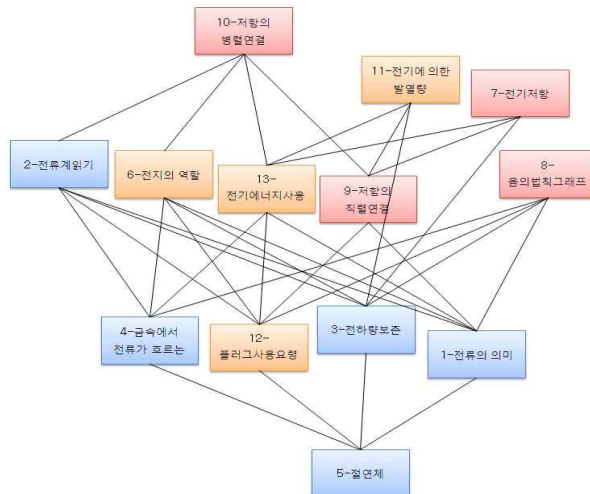 10-저항의
병렬연결
11-전기에 의한
발열량
7-전기저항
2-전류계읽기
6-전지의 역할
13-
전기에너지사용
9-저항의
직렬연결
8-
옴의법칙그래프
4-금속에서
전류가 흐르는
12-
플러그사용요령
3-전하량보존
1-전류의 의미
5-절연체